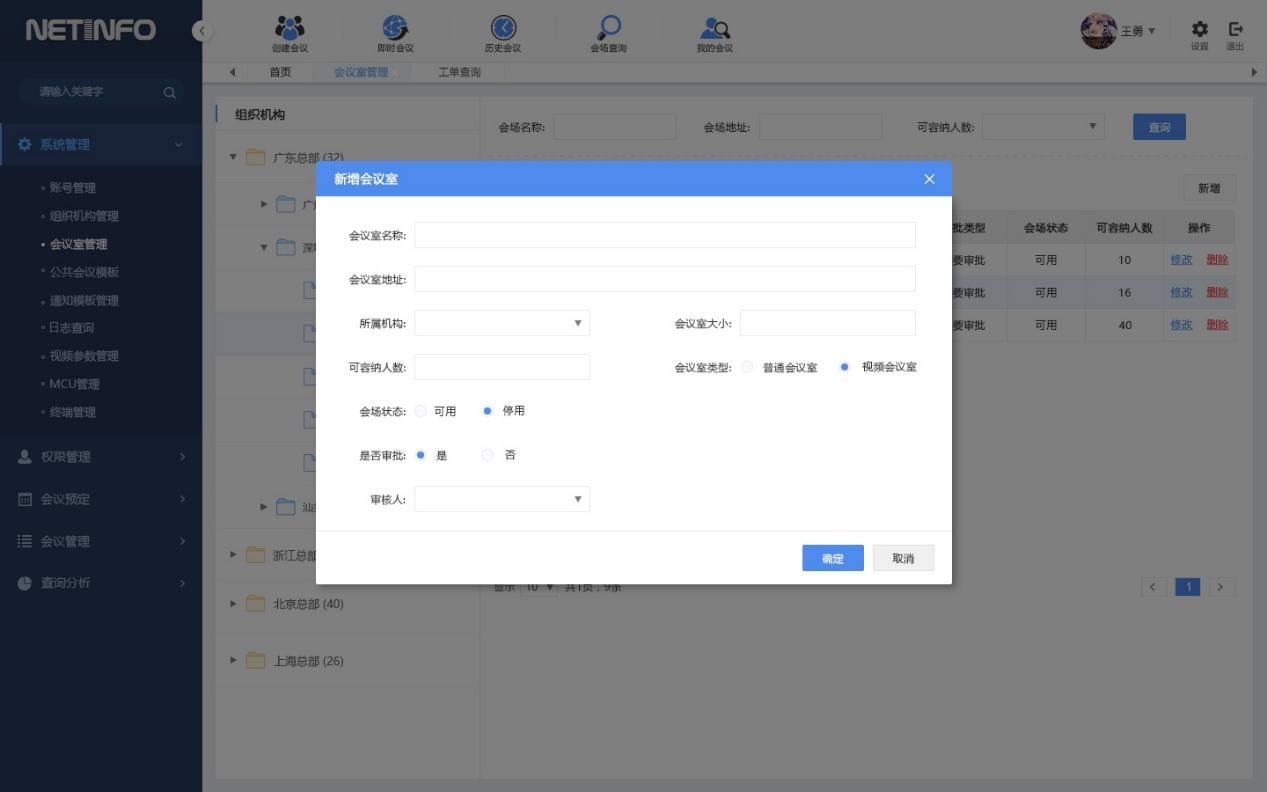 NETINFO
创建会议
即时会议
历史会议
会场查询
我的会议
王勇
设置
退出
首页
会议室管理
工单查询
请输入关键字
系统管理
账号管理
组织机构管理
会议室管理
公共会议模板
通知模板管理
日志查询
视频参数管理
MCU管理
终端管理
权限管理
会议预定
会议管理
查询分析
组织机构
广东总部 (32)
浙江总部
北京总部 (40)
上海总部 (26)
会场名称:
会场地址:
可容纳人数:
查询
新增
批类型 会场状态 可容纳人数 操作
要审批 可用 10 修改 删除
要审批 可用 16 修改 删除
要审批 可用 40 修改 删除
新增会议室
会议室名称:
会议室地址:
所属机构:
会议室大小:
可容纳人数:
会议室类型: 普通会议室 视频会议室
会场状态: 可用 停用
是否审批: 是 否
审核人:
确定
取消
显示 10 共1页，9条
< 1 >